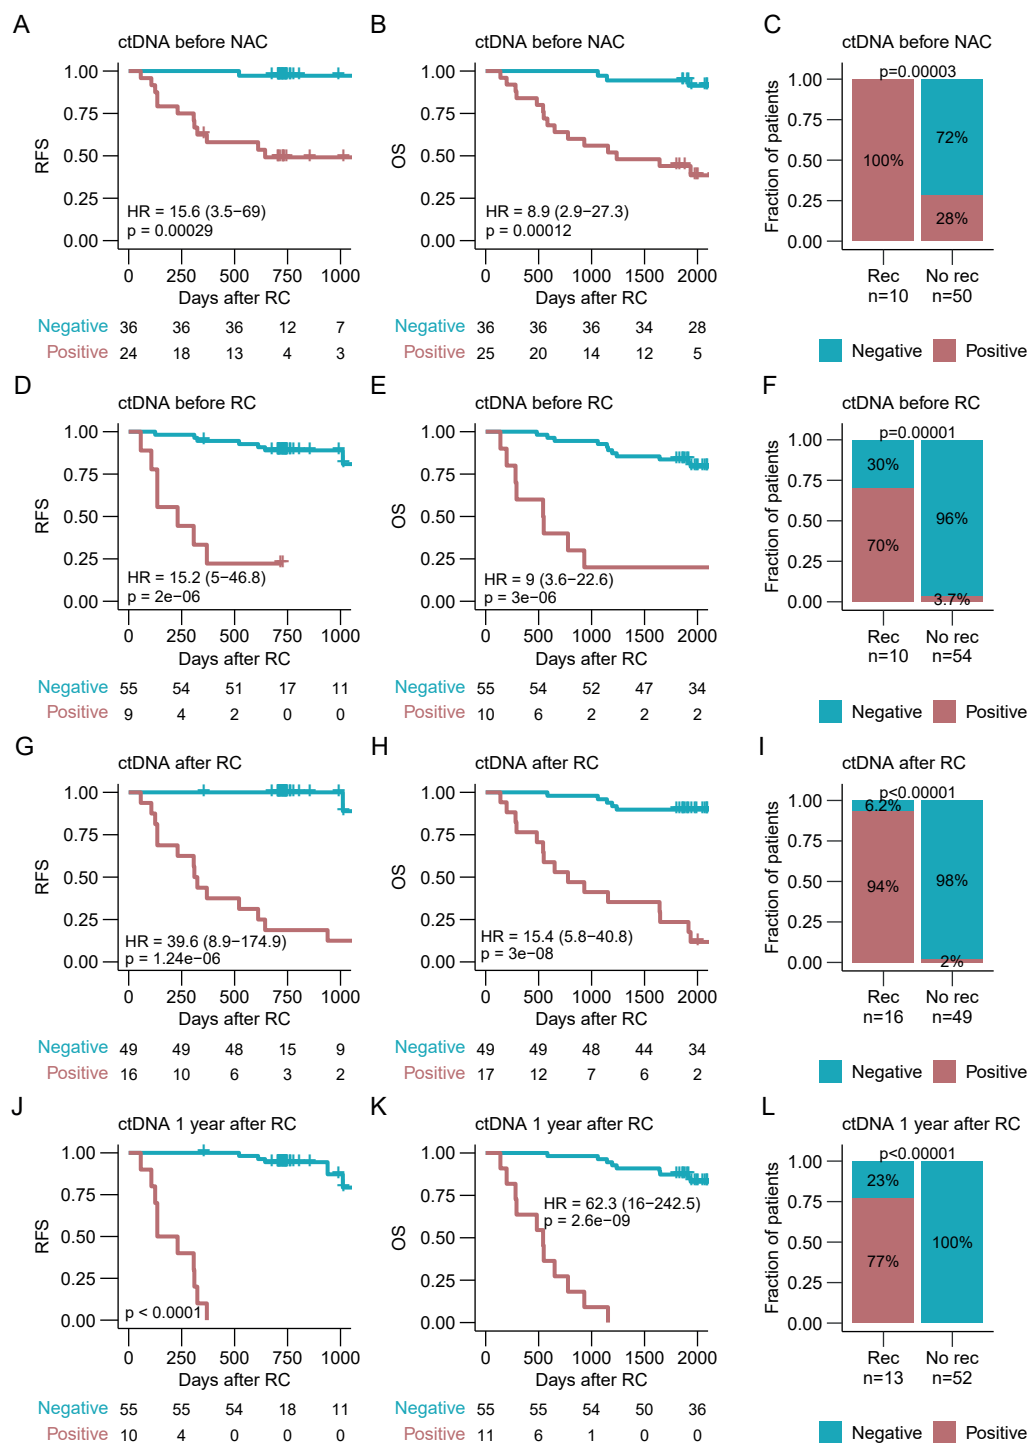 A
ctDNA before NAC
1.00
0.75
0.50
0.25
0.00
RFS
HR = 15.6 (3.5−69)
p = 0.00029
0 250 500 750 1000
Days after RC
Negative 36 36 36 12 7
Positive 24 18 13 4 3
B
ctDNA before NAC
1.00
0.75
0.50
0.25
0.00
OS
HR = 8.9 (2.9−27.3)
p = 0.00012
0 500 1000 1500 2000
Days after RC
Negative 36 36 36 34 28
Positive 25 20 14 12 5
C
ctDNA before NAC
p=0.00003
1.00
0.75
0.50
0.25
0.00
Fraction of patients
100%
72%
28%
Rec No rec
n=10 n=50
Negative Positive
D
ctDNA before RC
1.00
0.75
0.50
0.25
0.00
RFS
HR = 15.2 (5−46.8)
p = 2e−06
0 250 500 750 1000
Days after RC
Negative 55 54 51 17 11
Positive 9 4 2 0 0
E
ctDNA before RC
1.00
0.75
0.50
0.25
0.00
OS
HR = 9 (3.6−22.6)
p = 3e−06
0 500 1000 1500 2000
Days after RC
Negative 55 54 52 47 34
Positive 10 6 2 2 2
F
ctDNA before RC
p=0.00001
1.00
0.75
0.50
0.25
0.00
Fraction of patients
30%
70%
96%
3.7%
Rec No rec
n=10 n=54
Negative Positive
G
ctDNA after RC
1.00
0.75
0.50
0.25
0.00
RFS
HR = 39.6 (8.9−174.9)
p = 1.24e−06
0 250 500 750 1000
Days after RC
Negative 49 49 48 15 9
Positive 16 10 6 3 2
H
ctDNA after RC
1.00
0.75
0.50
0.25
0.00
OS
HR = 15.4 (5.8−40.8)
p = 3e−08
0 500 1000 1500 2000
Days after RC
Negative 49 49 48 44 34
Positive 17 12 7 6 2
I
ctDNA after RC
p<0.00001
1.00
0.75
0.50
0.25
0.00
Fraction of patients
6.2%
94%
98%
2%
Rec No rec
n=16 n=49
Negative Positive
J
ctDNA 1 year after RC
1.00
0.75
0.50
0.25
0.00
RFS
p < 0.0001
0 250 500 750 1000
Days after RC
Negative 55 55 54 18 11
Positive 10 4 0 0 0
K
ctDNA 1 year after RC
1.00
0.75
0.50
0.25
0.00
OS
HR = 62.3 (16−242.5)
p = 2.6e−09
0 500 1000 1500 2000
Days after RC
Negative 55 55 54 50 36
Positive 11 6 1 0 0
L
ctDNA 1 year after RC
p<0.00001
1.00
0.75
0.50
0.25
0.00
Fraction of patients
23%
77%
100%
Rec No rec
n=13 n=52
Negative Positive